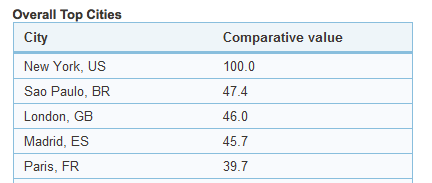 Overall Top Cities
City Comparative value
New York, US 100.0
Sao Paulo, BR 47.4
London, GB 46.0
Madrid, ES 45.7
Paris, FR 39.7